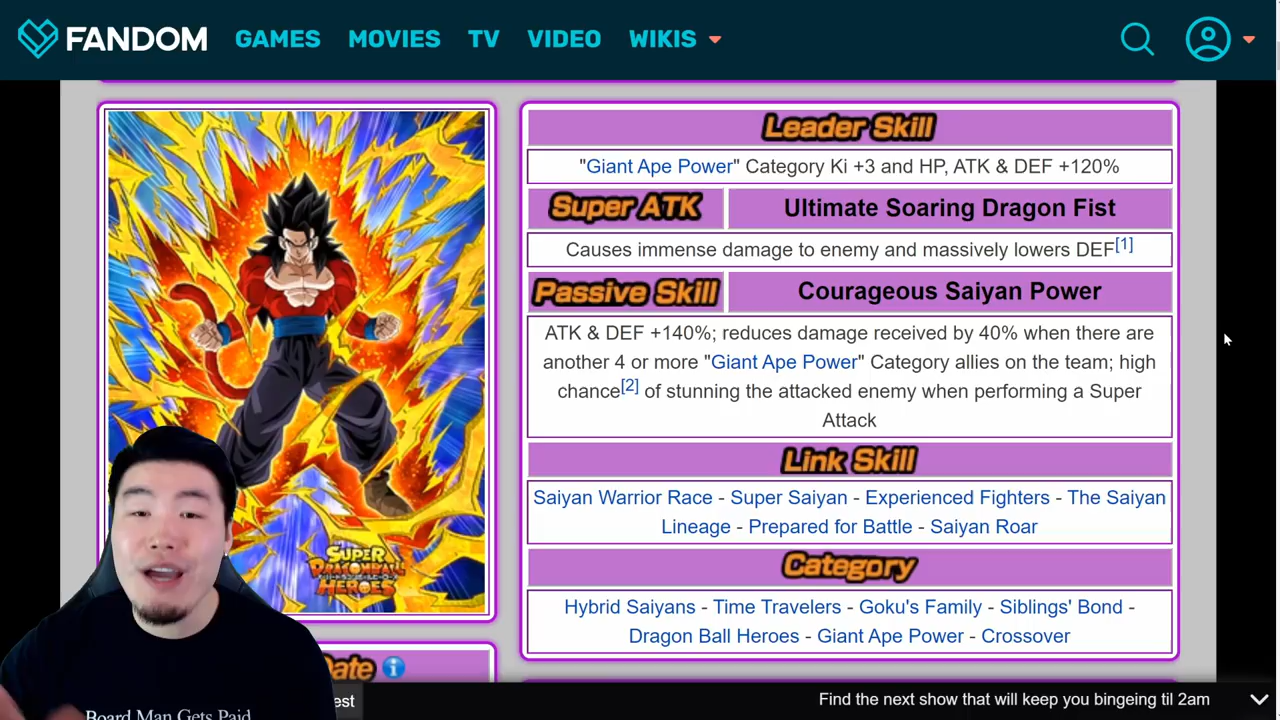 FANDOM GAMES MOVIES TV VIDEO WIKIS
Leader Skill
"Giant Ape Power" Category Ki +3 and HP, ATK & DEF +120%
Super ATK
Ultimate Soaring Dragon Fist
Causes immense damage to enemy and massively lowers DEF[1]
Passive Skill
Courageous Saiyan Power
ATK & DEF +140%; reduces damage received by 40% when there are
another 4 or more "Giant Ape Power" Category allies on the team; high
chance[2] of stunning the attacked enemy when performing a Super
Attack
Link Skill
Saiyan Warrior Race - Super Saiyan - Experienced Fighters - The Saiyan
Lineage - Prepared for Battle - Saiyan Roar
Category
Hybrid Saiyans - Time Travelers - Goku's Family - Siblings' Bond -
Dragon Ball Heroes - Giant Ape Power - Crossover
SUPER
DRAGONBALL
HEROES
Date i
est
Find the next show that will keep you bingeing til 2am
Board Man Gets Paid